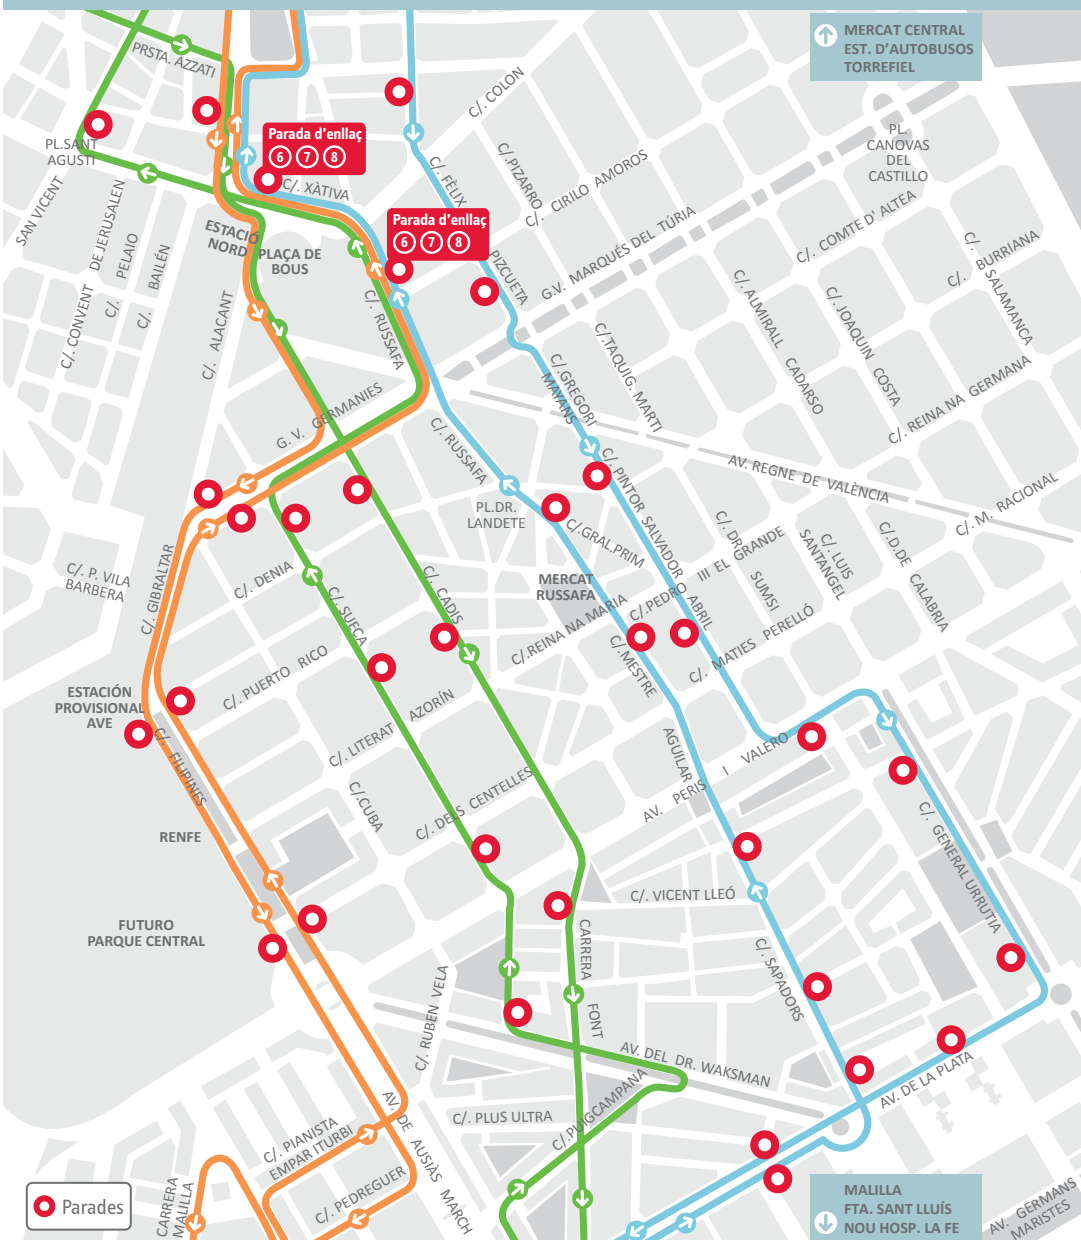 MERCAT CENTRAL
EST. D'AUTOBUSOS
TORREFIEL
PRSTA. AZZATI
C/. COLON
PL.SANT
AGUSTÍ
Parada d'enllaç
6 7 8
C/. XÀTIVA
C/. FÈLIX
PIZCUETA
C/. PIZARRO
C/. CIRILO AMOROS
PL.
CANOVAS
DEL
CASTILLO
SAN VICENT
C/. CONVENT DE JERUSALEN
C/. PELAIO
C/. BAILÉN
ESTACIÓ
NORD
PLAÇA DE
BOUS
Parada d'enllaç
6 7 8
G.V. MARQUÉS DEL TÚRIA
C/. COMTE D' ALTEA
C/. BURRIANA
C/. SALAMANCA
C/. ALACANT
C/. RUSSAFA
C/. ALMIRALL CADARSO
C/. JOAQUIN COSTA
C/. TAQUIG. MARTI
C/. GREGORI
MAYANS
C/. REINA NA GERMANA
G. V. GERMANIES
C/. RUSSAFA
AV. REGNE DE VALÈNCIA
C/. M. RACIONAL
C/. PINTOR SALVADOR ABRIL
PL.DR.
LANDETE
C/.GRAL.PRIM
C/. DR. SUMSI
C/. LUIS
SANTANGEL
C/.D.DE CALABRIA
C/. P. VILA
BARBERA
C/. GIBRALTAR
C/. DENIA
C/. SUECA
C/. CADIS
MERCAT
RUSSAFA
C/.PEDRO III EL GRANDE
C/.REINA NA MARIA
C/. MESTRE AGUILAR
C/. MATIES PERELLÓ
C/. PUERTO RICO
ESTACIÓN
PROVISIONAL
AVE
C/. FILIPINES
C/. LITERAT AZORÍN
AV. PERIS I VALERO
C/.CUBA
C/. DELS CENTELLES
RENFE
C/. GENERAL URRUTIA
C/. VICENT LLEÓ
FUTURO
PARQUE CENTRAL
CARRERA FONT
C/. SAPADORS
C/. RUBEN VELA
AV. DEL DR. WAKSMAN
AV. DE LA PLATA
C/. PLUS ULTRA
C/.PUIGCAMPANA
AV. DE AUSIÀS MARCH
C/. PIANISTA
EMPAR ITURBI
C/. PEDREGUER
CARRERA
MALILLA
Parades
MALILLA
FTA. SANT LLUÍS
NOU HOSP. LA FE
AV. GERMANS
MARISTES